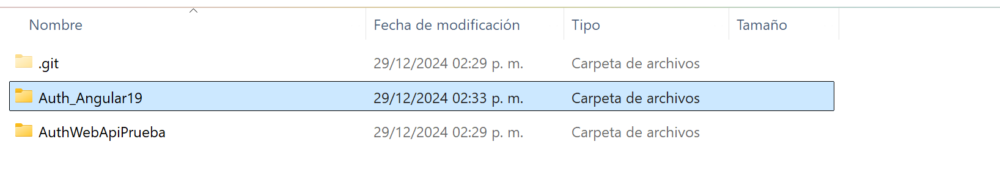 Nombre Fecha de modificación Tipo Tamaño
.git 29/12/2024 02:29 p. m. Carpeta de archivos
Auth_Angular19 29/12/2024 02:33 p. m. Carpeta de archivos
AuthWebApiPrueba 29/12/2024 02:29 p. m. Carpeta de archivos